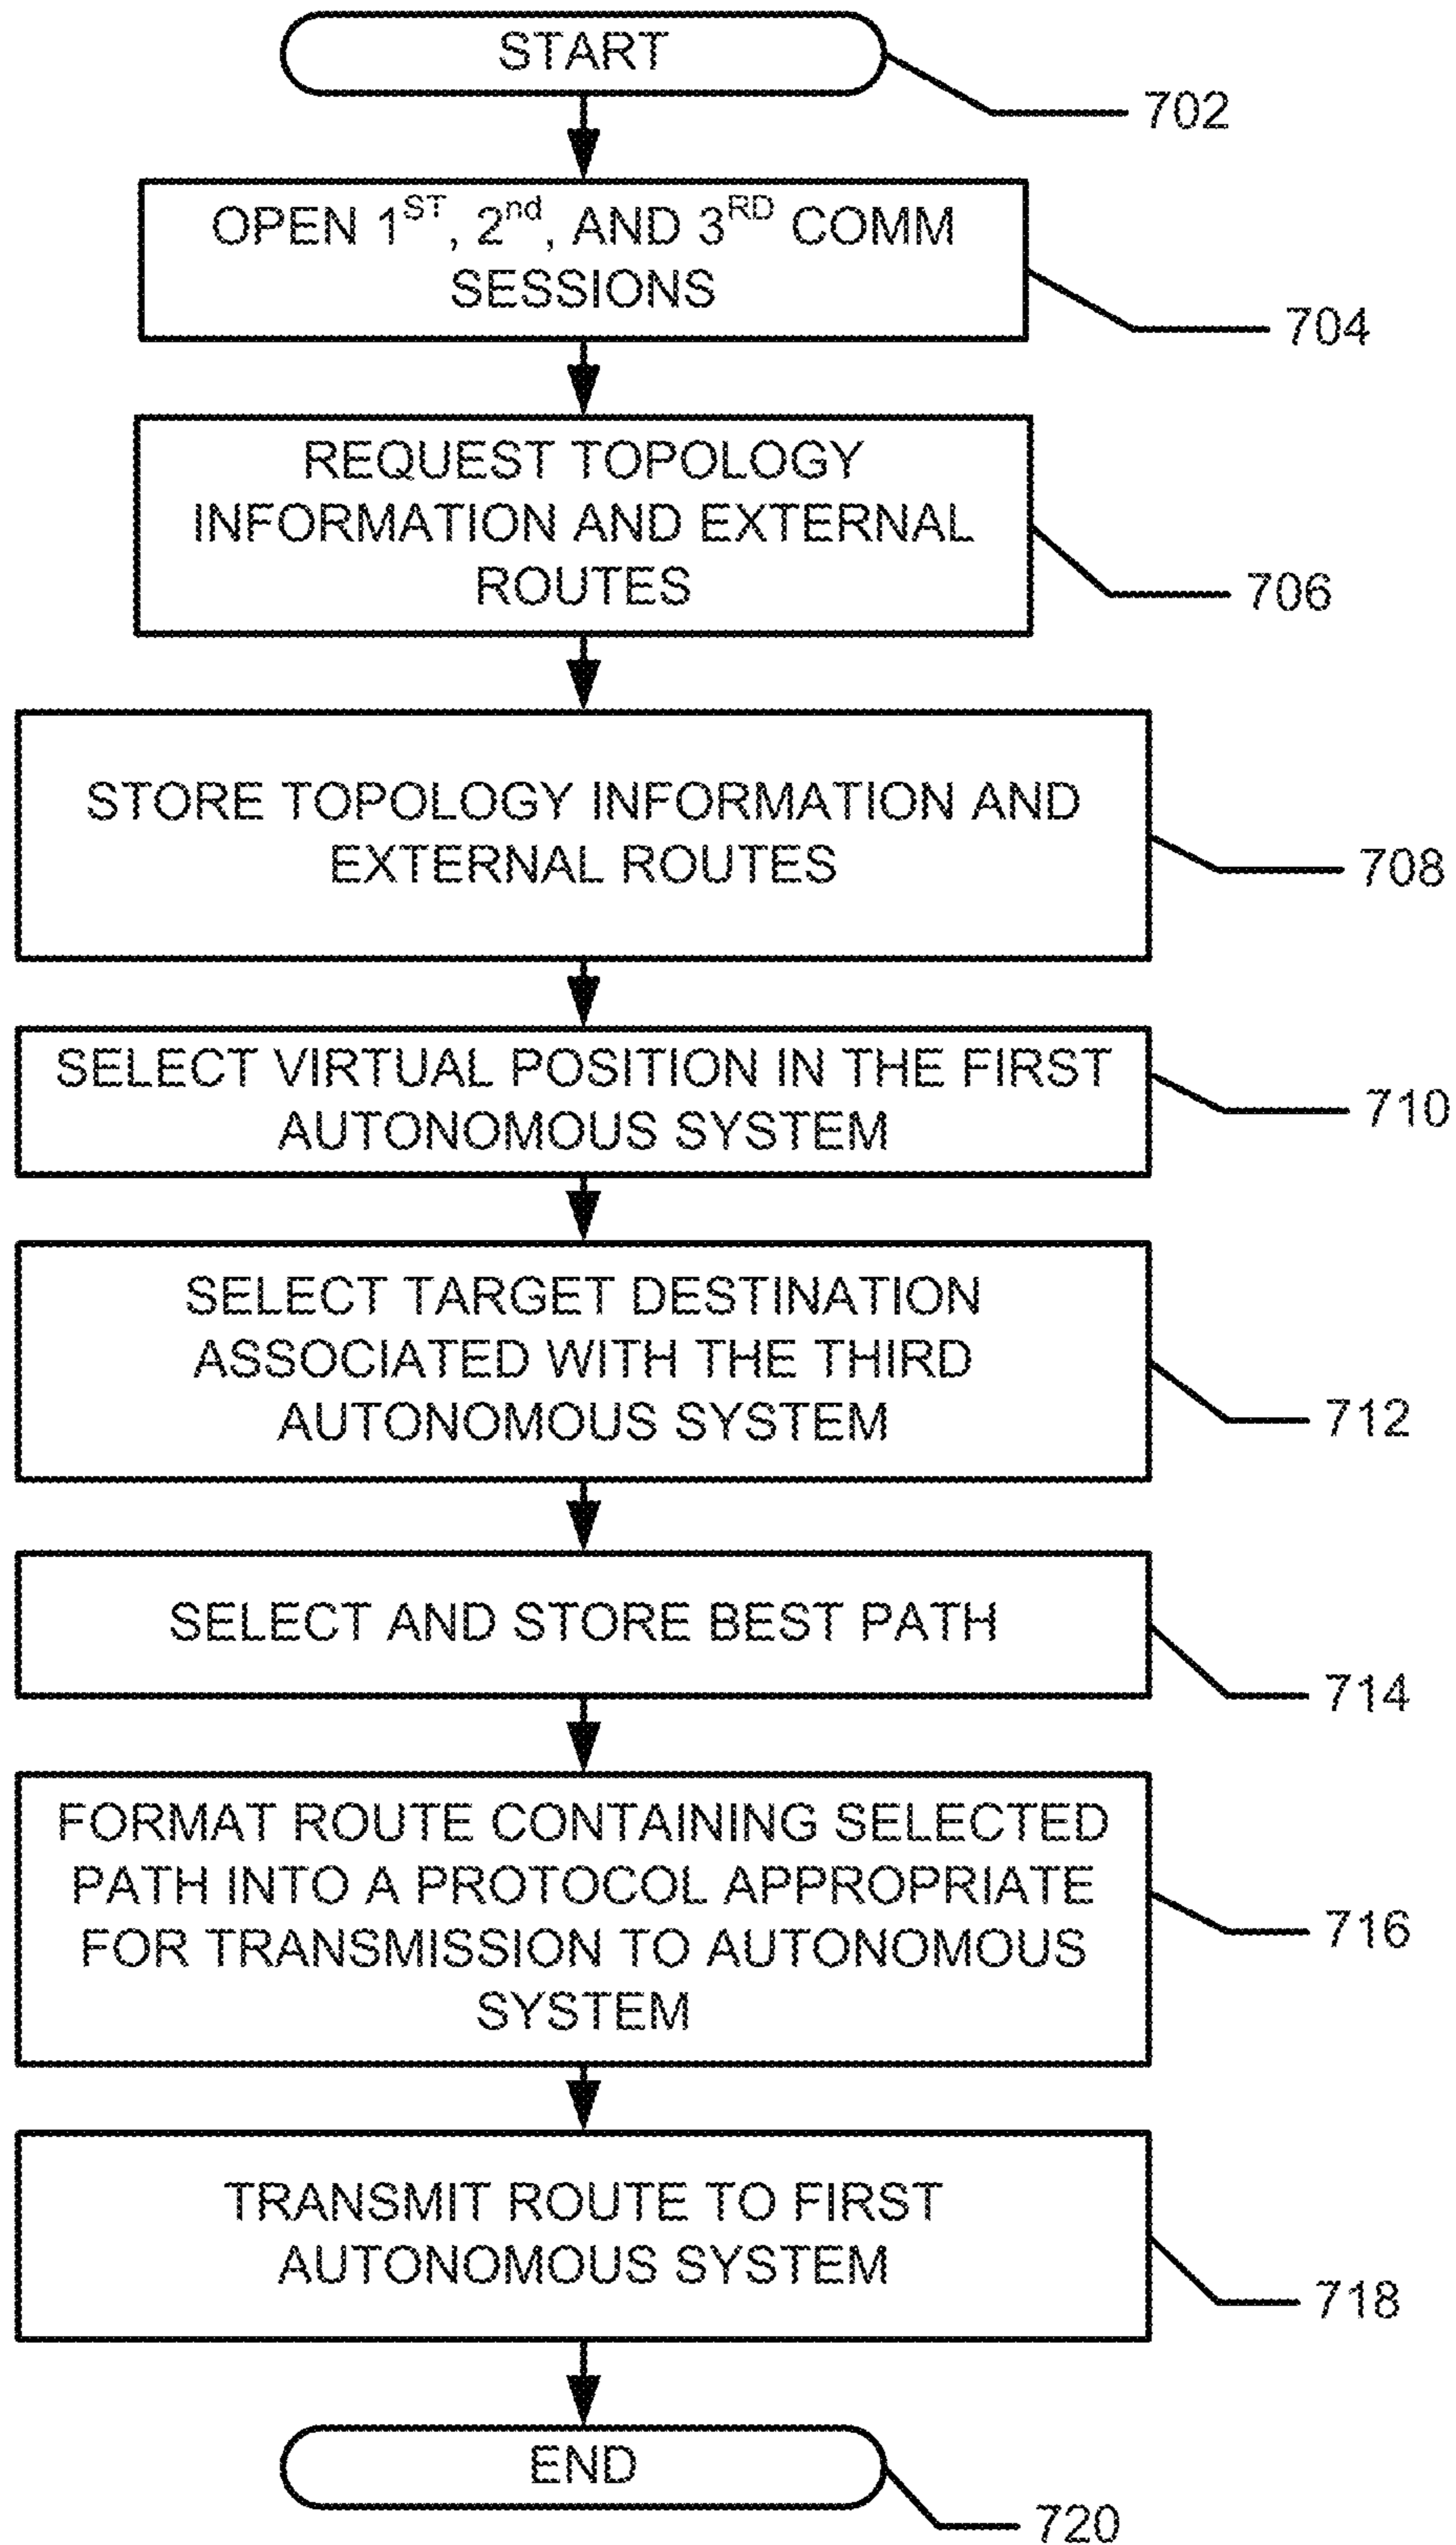 START
702
OPEN 1ST, 2nd, AND 3RD COMM
SESSIONS
704
REQUEST TOPOLOGY
INFORMATION AND EXTERNAL
ROUTES
706
STORE TOPOLOGY INFORMATION AND
EXTERNAL ROUTES
708
SELECT VIRTUAL POSITION IN THE FIRST
AUTONOMOUS SYSTEM
710
SELECT TARGET DESTINATION
ASSOCIATED WITH THE THIRD
AUTONOMOUS SYSTEM
712
SELECT AND STORE BEST PATH
714
FORMAT ROUTE CONTAINING SELECTED
PATH INTO A PROTOCOL APPROPRIATE
FOR TRANSMISSION TO AUTONOMOUS
SYSTEM
716
TRANSMIT ROUTE TO FIRST
AUTONOMOUS SYSTEM
718
END
720